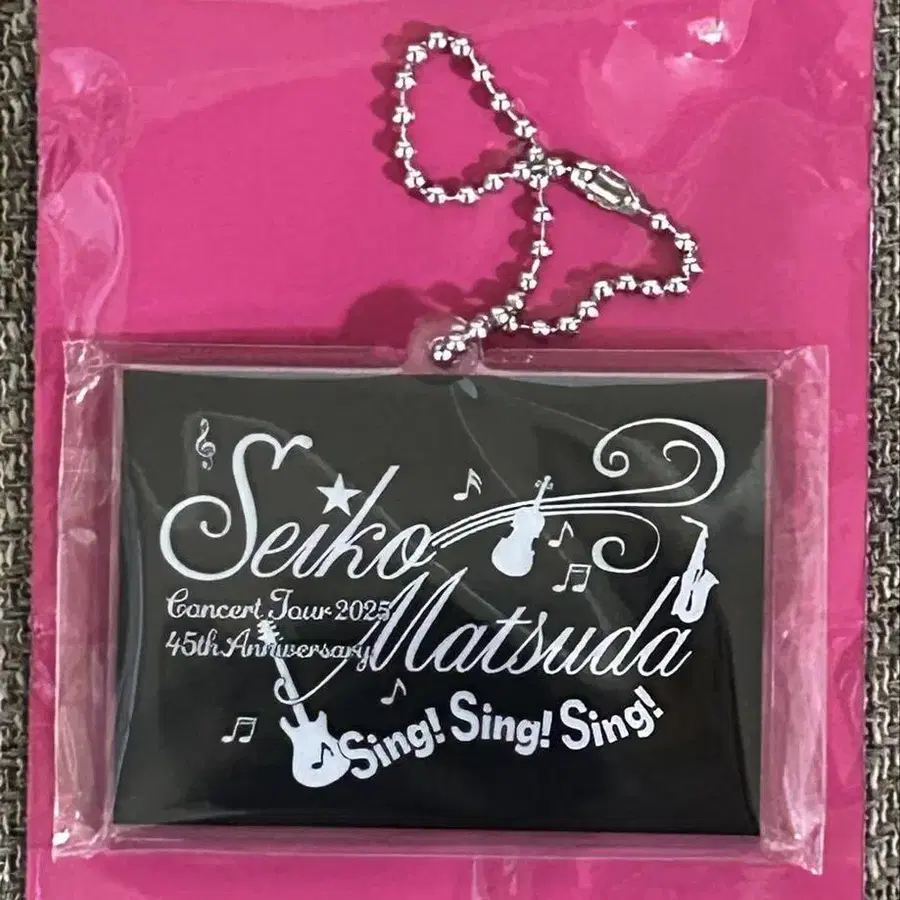 Seiko
Matsuda
Concert Tour 2025
45th Anniversary
Sing! Sing! Sing!